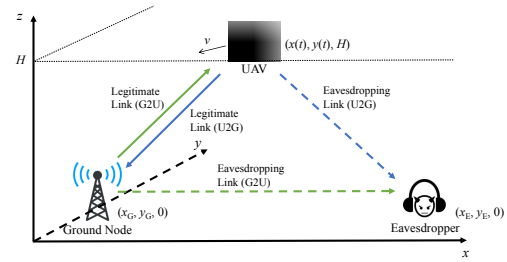 z
H
v
(x(t), y(t), H)
UAV
Legitimate
Link (G2U)
Legitimate
Link (U2G)
Eavesdropping
Link (U2G)
y
Eavesdropping
Link (G2U)
(xG, yG, 0)
Ground Node
(xE, yE, 0)
Eavesdropper
x